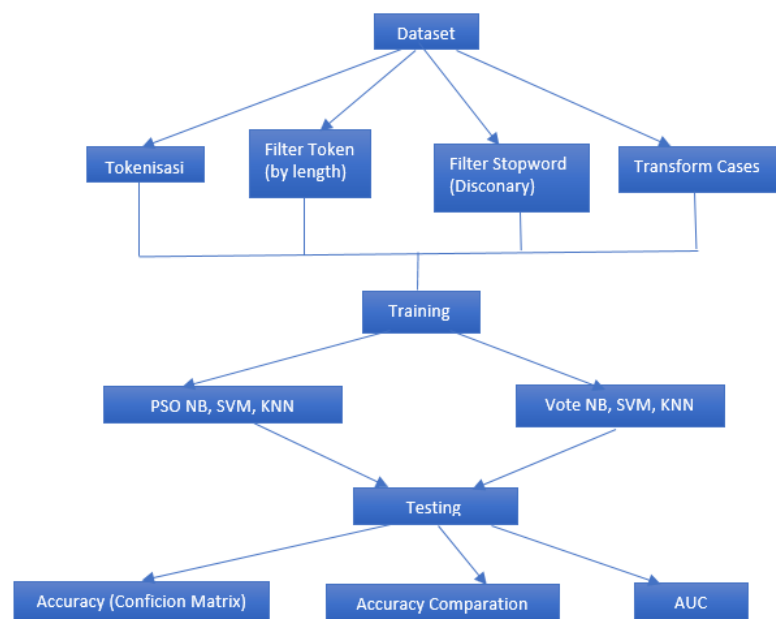 Dataset
Tokenisasi
Filter Token
(by length)
Filter Stopword
(Disconary)
Transform Cases
Training
PSO NB, SVM, KNN
Vote NB, SVM, KNN
Testing
Accuracy (Conficion Matrix)
Accuracy Comparation
AUC